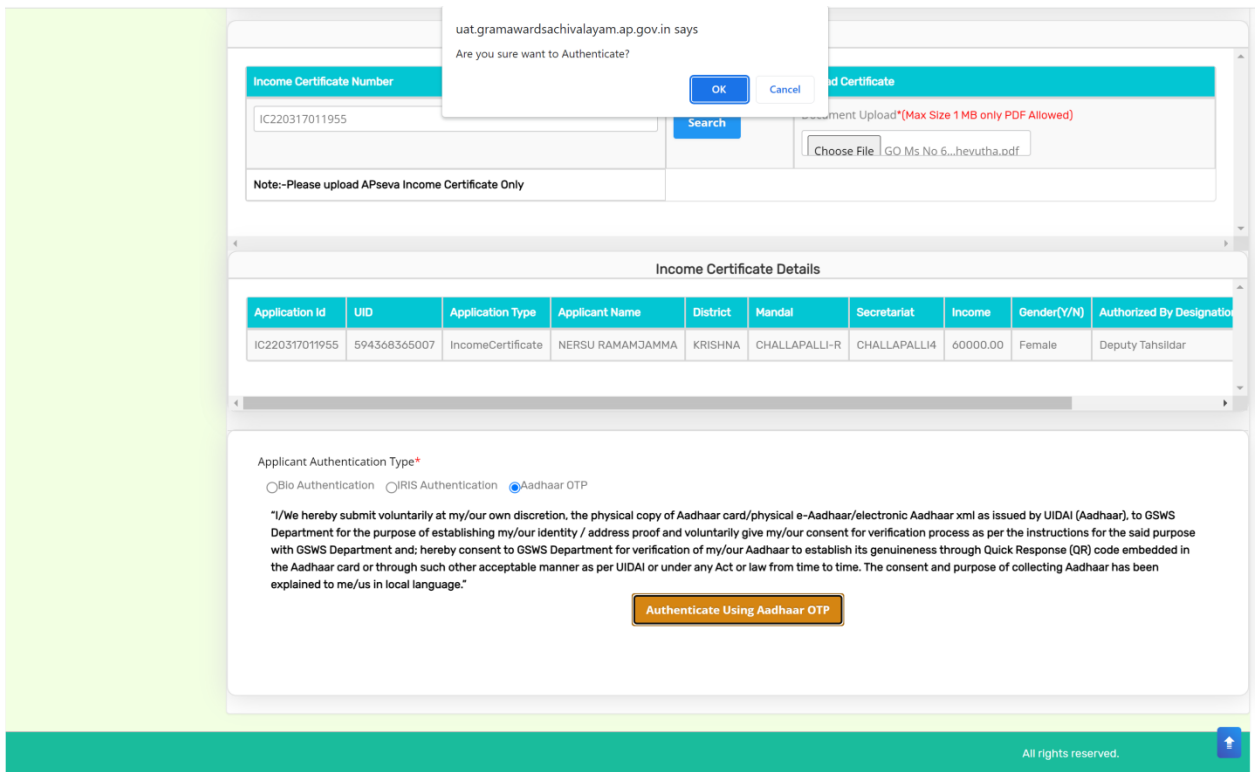 uat.gramawardsachivalayam.ap.gov.in says
Are you sure want to Authenticate?
OK Cancel
Income Certificate Number
Certificate
IC220317011955
Search
Document Upload*(Max Size 1 MB only PDF Allowed)
Choose File GO Ms No 6...hevutha.pdf
Note:-Please upload APseva Income Certificate Only
Income Certificate Details
Application Id UID Application Type Applicant Name District Mandal Secretariat Income Gender(Y/N) Authorized By Designation
IC220317011955 594368365007 IncomeCertificate NERSU RAMAMJAMMA KRISHNA CHALLAPALLI-R CHALLAPALLI4 60000.00 Female Deputy Tahsildar
Applicant Authentication Type*
Bio Authentication IRIS Authentication Aadhaar OTP
"I/We hereby submit voluntarily at my/our own discretion, the physical copy of Aadhaar card/physical e-Aadhaar/electronic Aadhaar xml as issued by UIDAI (Aadhaar), to GSWS
Department for the purpose of establishing my/our identity / address proof and voluntarily give my/our consent for verification process as per the instructions for the said purpose
with GSWS Department and; hereby consent to GSWS Department for verification of my/our Aadhaar to establish its genuineness through Quick Response (QR) code embedded in
the Aadhaar card or through such other acceptable manner as per UIDAI or under any Act or law from time to time. The consent and purpose of collecting Aadhaar has been
explained to me/us in local language."
Authenticate Using Aadhaar OTP
All rights reserved.